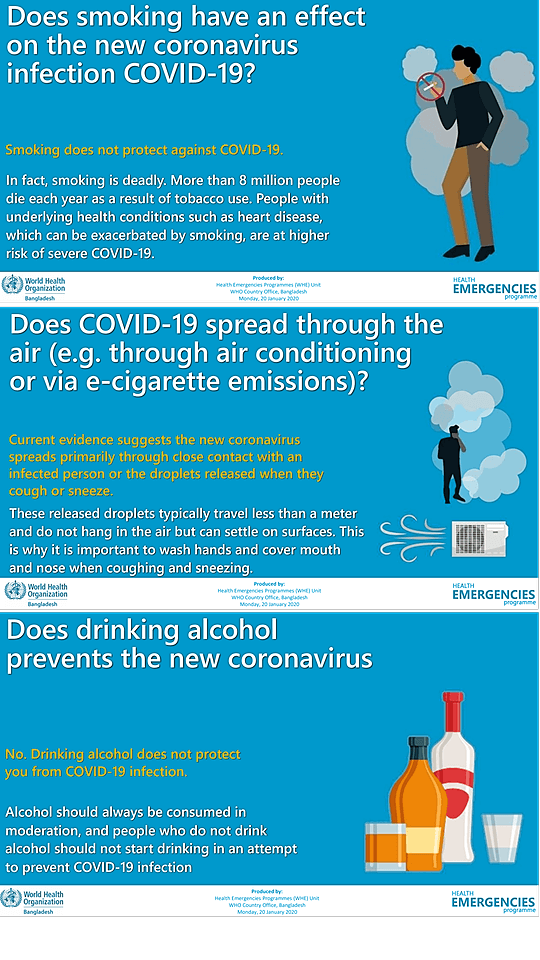 Does smoking have an effect
on the new coronavirus
infection COVID-19?
Smoking does not protect against COVID-19.
In fact, smoking is deadly. More than 8 million people
die each year as a result of tobacco use. People with
underlying health conditions such as heart disease,
which can be exacerbated by smoking, are at higher
risk of severe COVID-19.
World Health
Organization
Bangladesh
Produced by:
Health Emergencies Programmes (WHE) Unit
WHO Country Office, Bangladesh
Monday, 20 January 2020
HEALTH
EMERGENCIES
programme
Does COVID-19 spread through the
air (e.g. through air conditioning
or via e-cigarette emissions)?
Current evidence suggests the new coronavirus
spreads primarily through close contact with an
infected person or the droplets released when they
cough or sneeze.
These released droplets typically travel less than a meter
and do not hang in the air but can settle on surfaces. This
is why it is important to wash hands and cover mouth
and nose when coughing and sneezing.
World Health
Organization
Bangladesh
Produced by:
Health Emergencies Programmes (WHE) Unit
WHO Country Office, Bangladesh
Monday, 20 January 2020
HEALTH
EMERGENCIES
programme
Does drinking alcohol
prevents the new coronavirus
No. Drinking alcohol does not protect
you from COVID-19 infection.
Alcohol should always be consumed in
moderation, and people who do not drink
alcohol should not start drinking in an attempt
to prevent COVID-19 infection
World Health
Organization
Bangladesh
Produced by:
Health Emergencies Programmes (WHE) Unit
WHO Country Office, Bangladesh
Monday, 20 January 2020
HEALTH
EMERGENCIES
programme